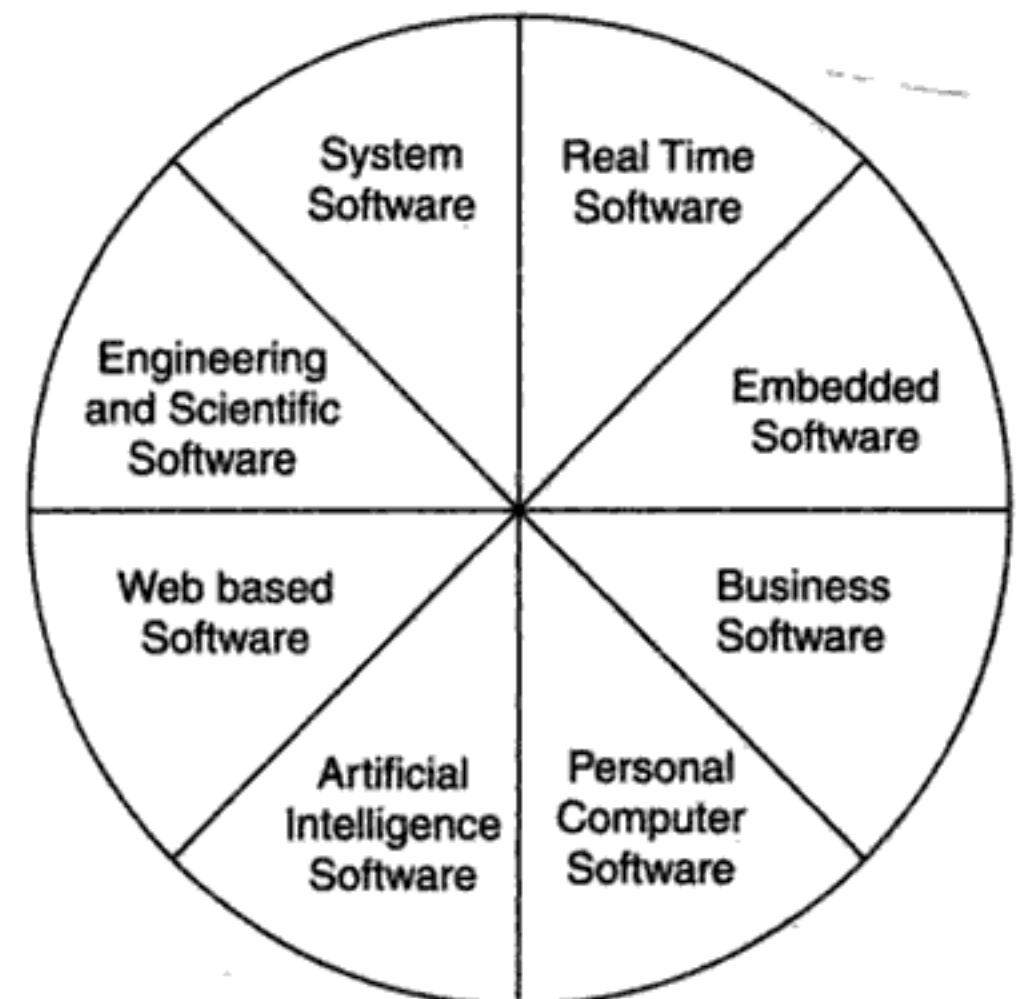 System
Software
Real Time
Software
Embedded
Software
Business
Software
Personal
Computer
Software
Artificial
Intelligence
Software
Web based
Software
Engineering
and Scientific
Software